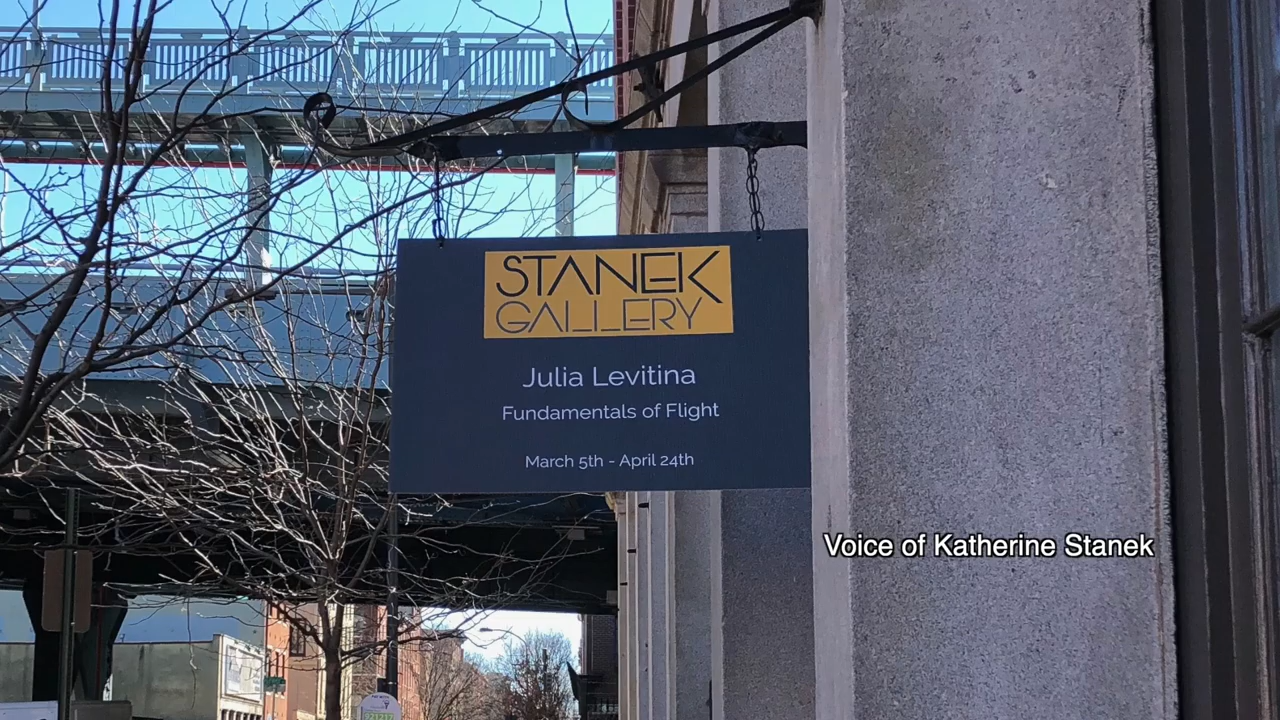 STANEK
GALLERY
Julia Levitina
Fundamentals of Flight
March 5th - April 24th
Voice of Katherine Stanek